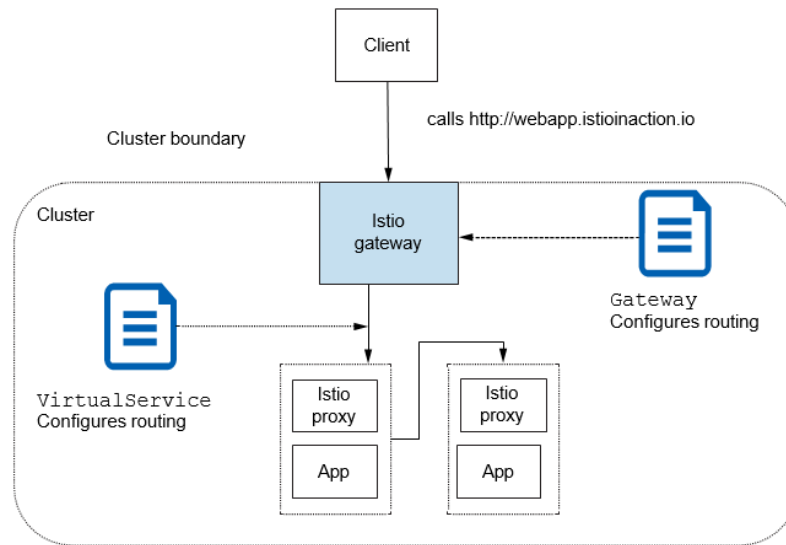 Client
calls http://webapp.istioinaction.io
Cluster boundary
Cluster
Istio
gateway
Gateway
Configures routing
VirtualService
Configures routing
Istio
proxy
App
Istio
proxy
App